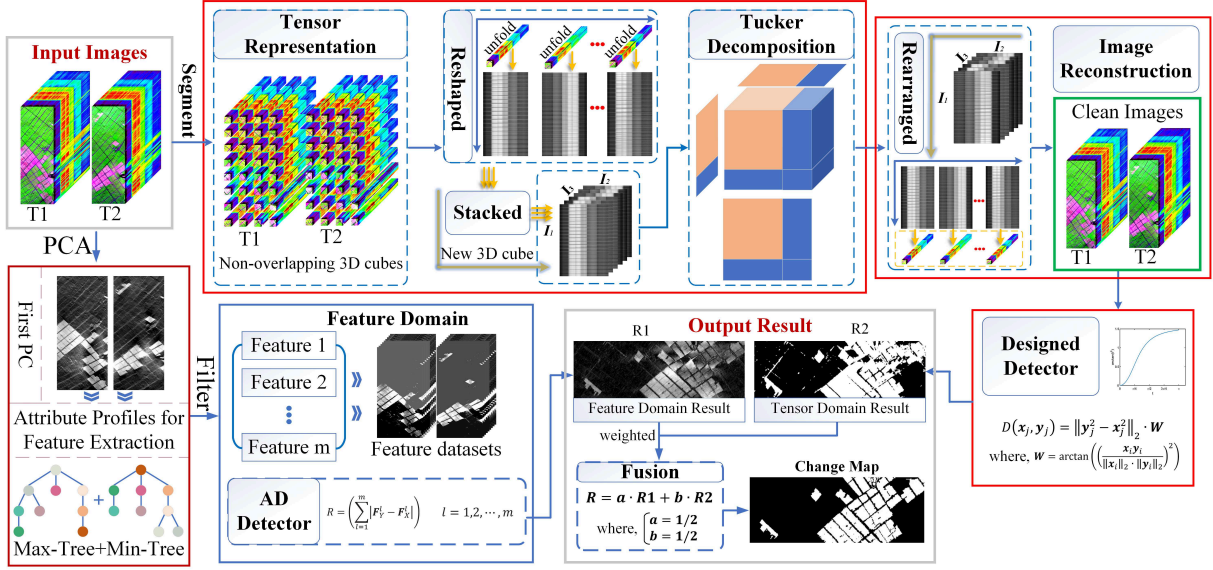 Input Images
T1
T2
Segment
PCA
Tensor
Representation
T1
T2
Non-overlapping 3D cubes
Reshaped
unfold
unfold
unfold
Stacked
New 3D cube
I₁
I₂
I₃
Tucker
Decomposition
Rearranged
I₁
I₂
I₃
Image
Reconstruction
Clean Images
T1
T2
First PC
Attribute Profiles for
Feature Extraction
+
Max-Tree+Min-Tree
Filter
Feature Domain
Feature 1
Feature 2
Feature m
Feature datasets
AD
Detector
R = (∑_{l=1}^{m} |F_Y^l − F_X^l|) l = 1,2,⋯,m
Output Result
R1
R2
Feature Domain Result
Tensor Domain Result
weighted
Fusion
R = a · R1 + b · R2
where, {a = 1/2
b = 1/2
Change Map
Designed
Detector
D(x_j, y_j) = ‖y_j^2 − x_j^2‖_2 · W
where, W = arctan((x_i y_i / ‖x_i‖_2 · ‖y_i‖_2)^2)